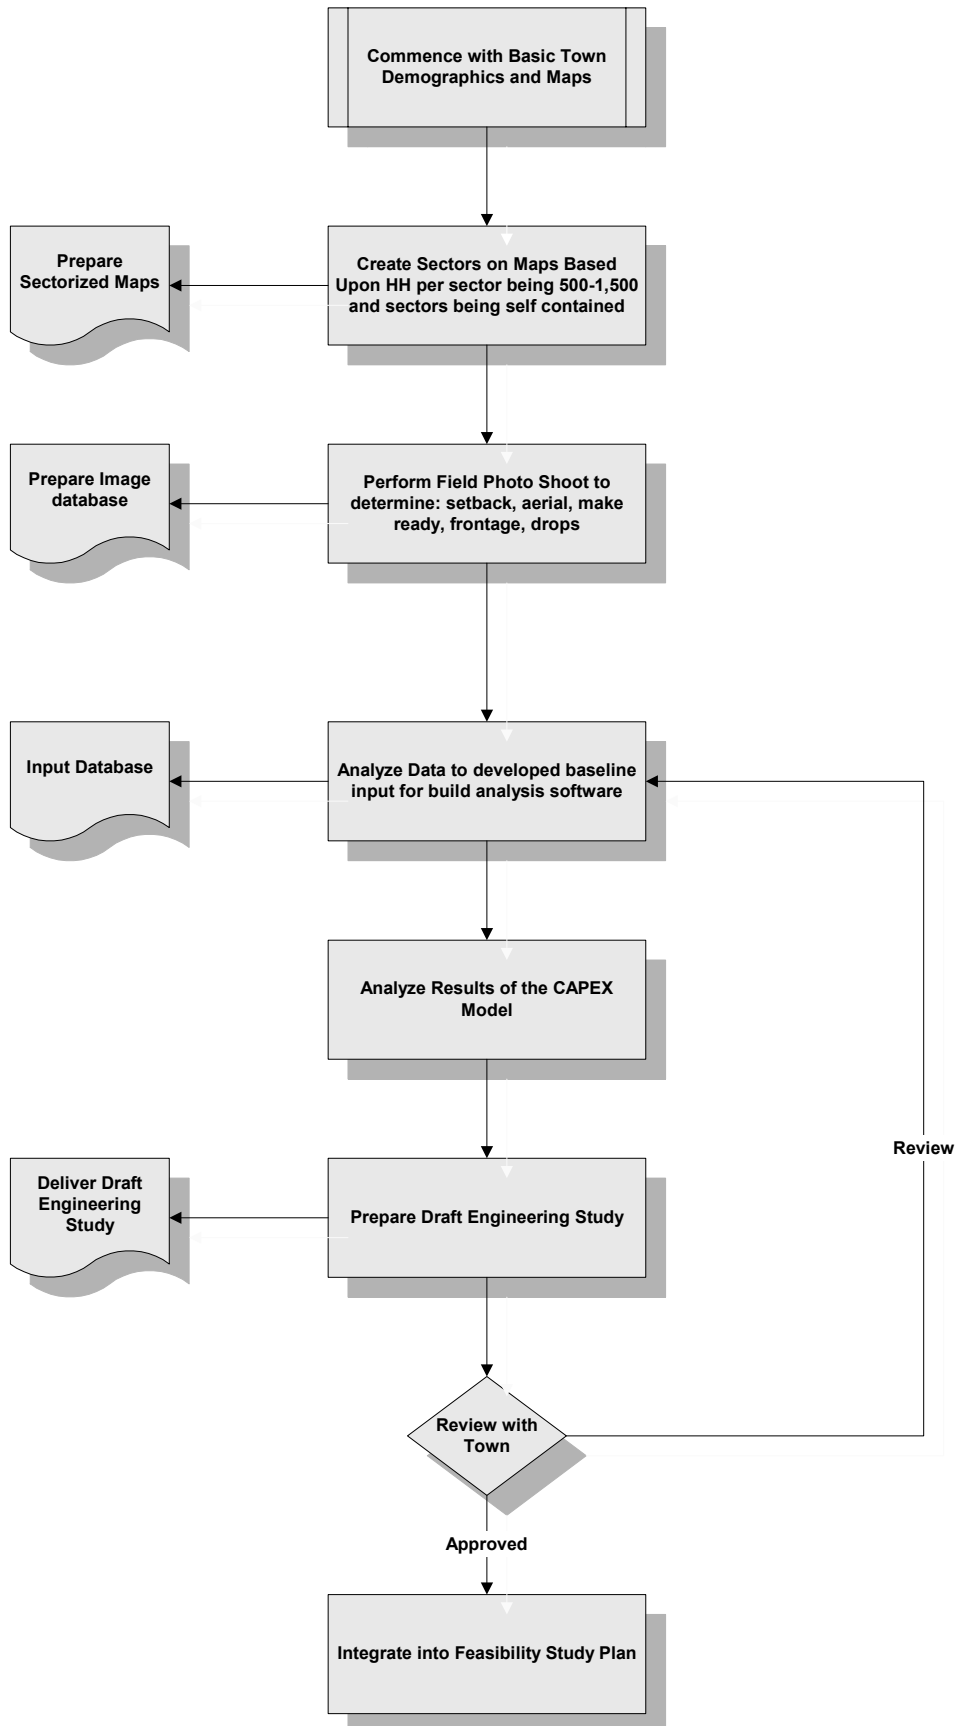 Commence with Basic Town
Demographics and Maps
Prepare
Sectorized Maps
Create Sectors on Maps Based
Upon HH per sector being 500-1,500
and sectors being self contained
Prepare Image
database
Perform Field Photo Shoot to
determine: setback, aerial, make
ready, frontage, drops
Input Database
Analyze Data to developed baseline
input for build analysis software
Analyze Results of the CAPEX
Model
Review
Deliver Draft
Engineering
Study
Prepare Draft Engineering Study
Review with
Town
Approved
Integrate into Feasibility Study Plan